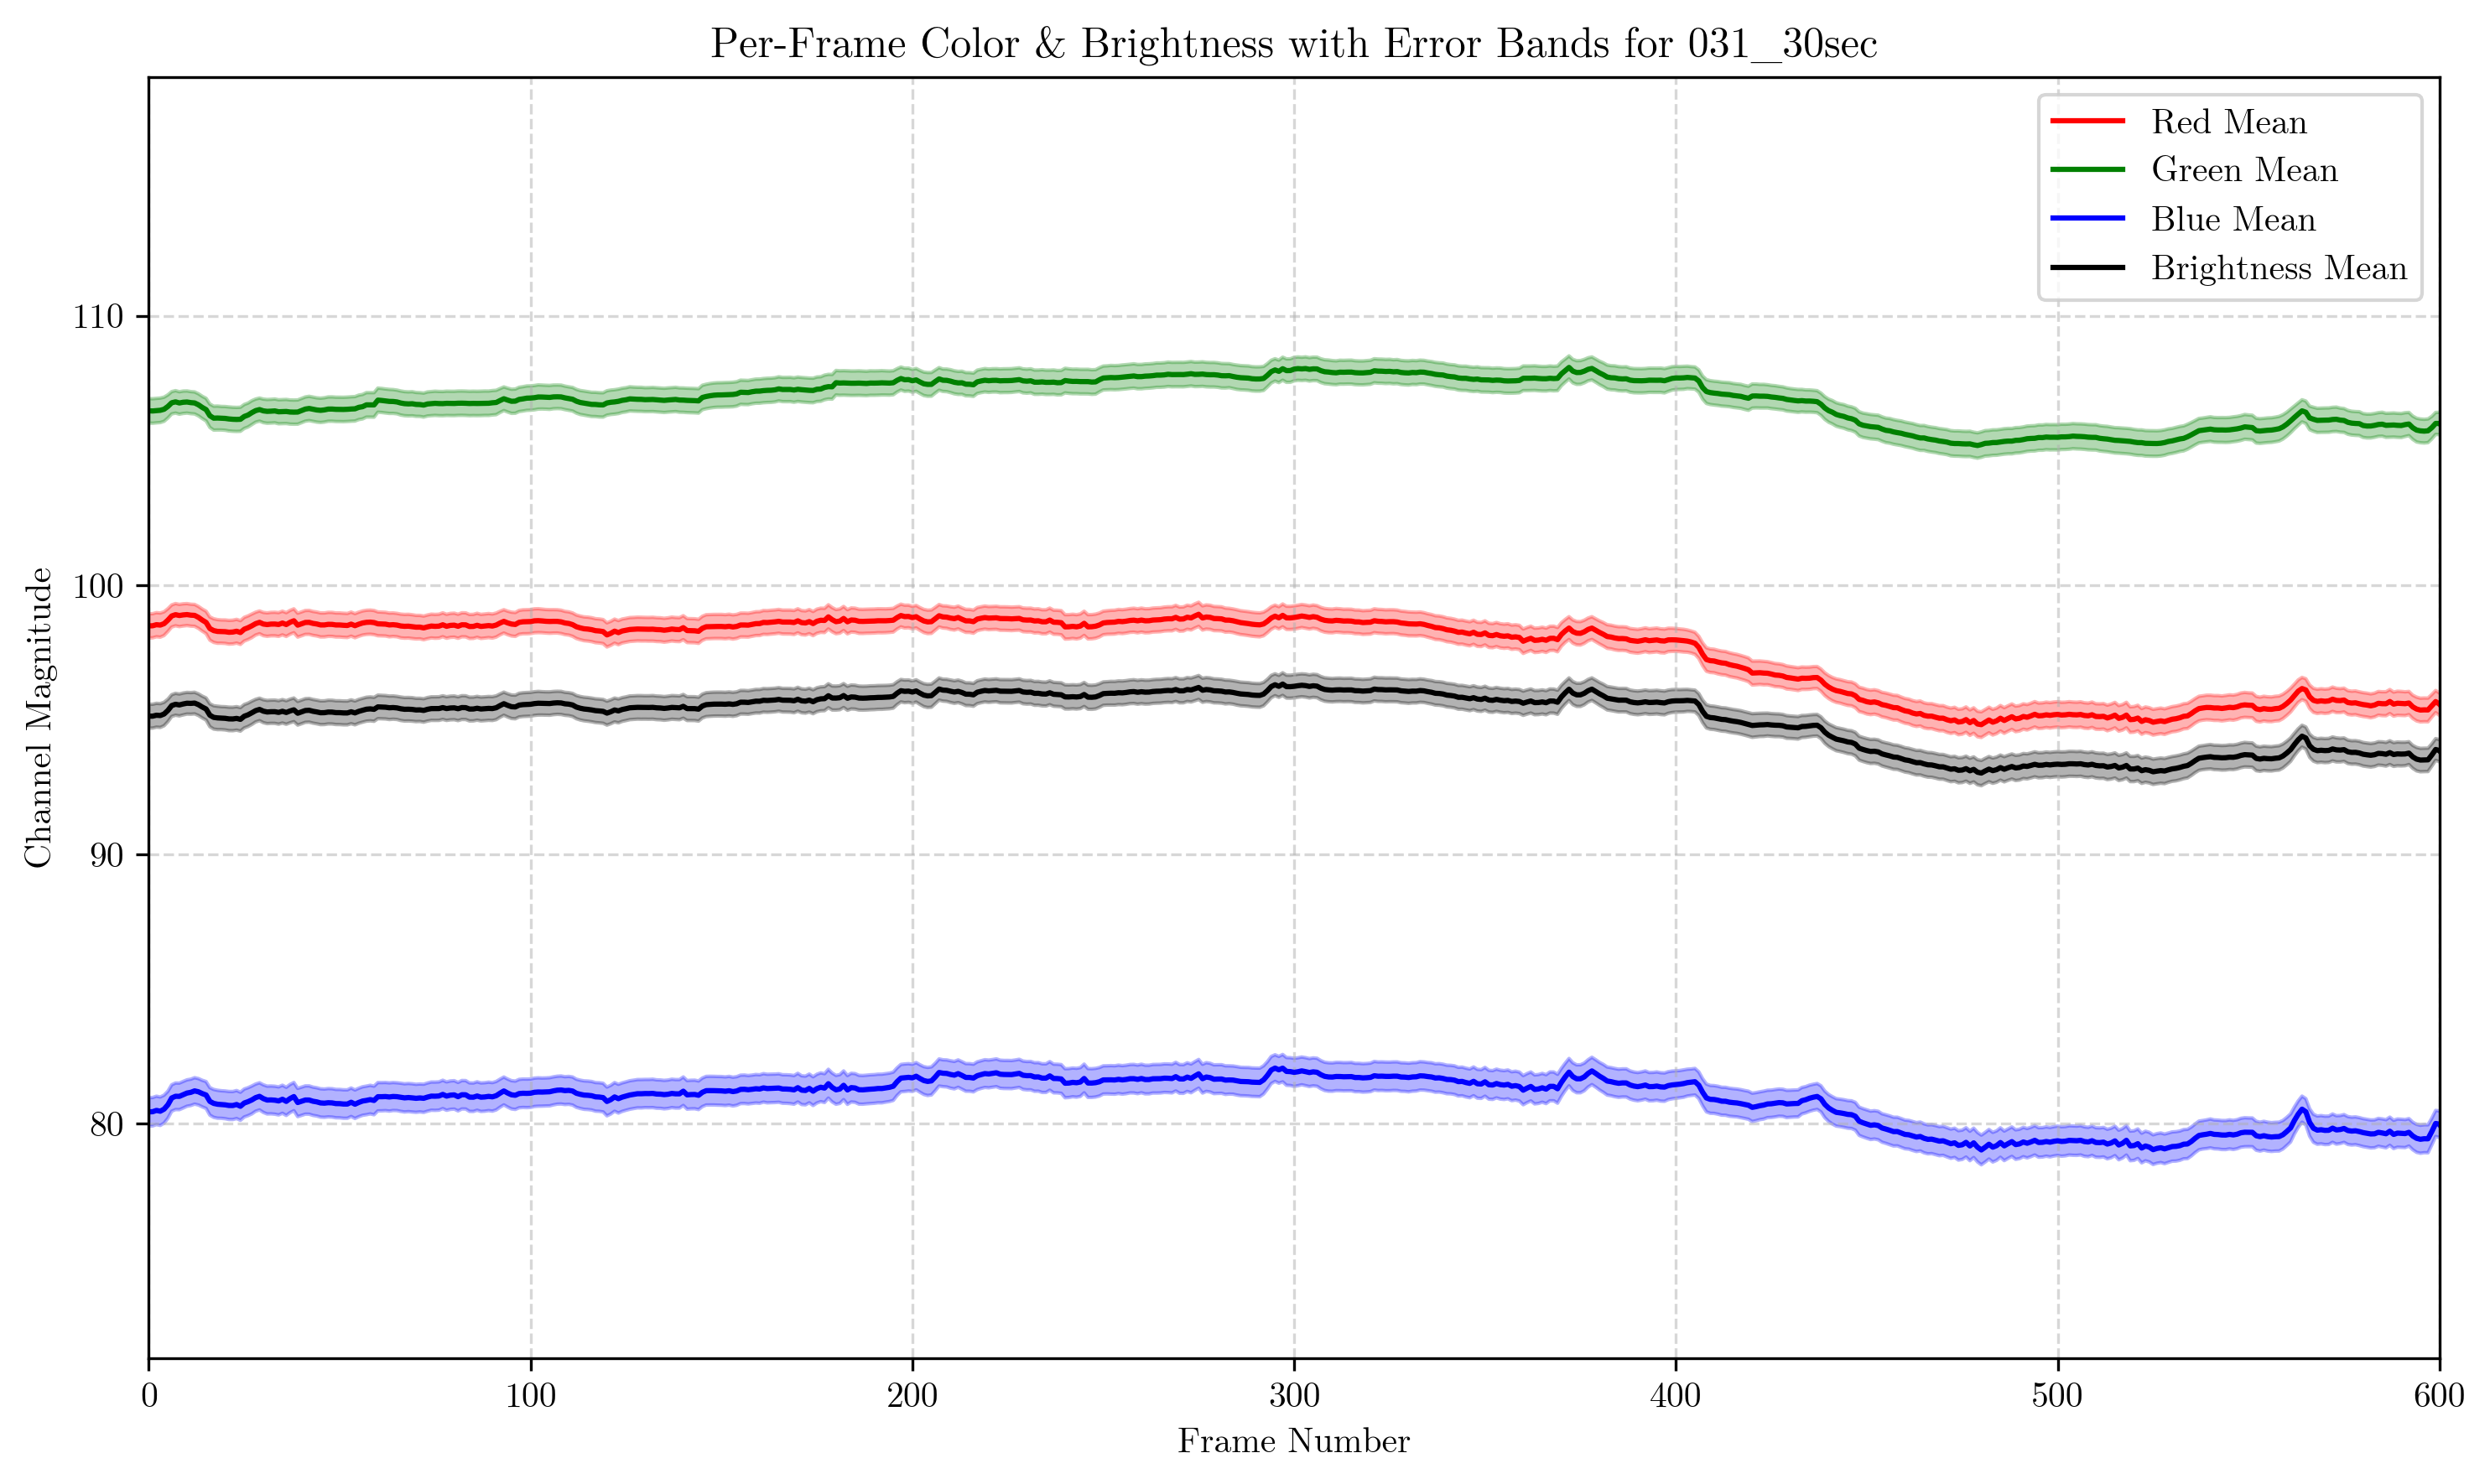 Per-Frame Color & Brightness with Error Bands for 031_30sec
Red Mean
Green Mean
Blue Mean
Brightness Mean
Channel Magnitude
110
100
90
80
0 100 200 300 400 500 600
Frame Number